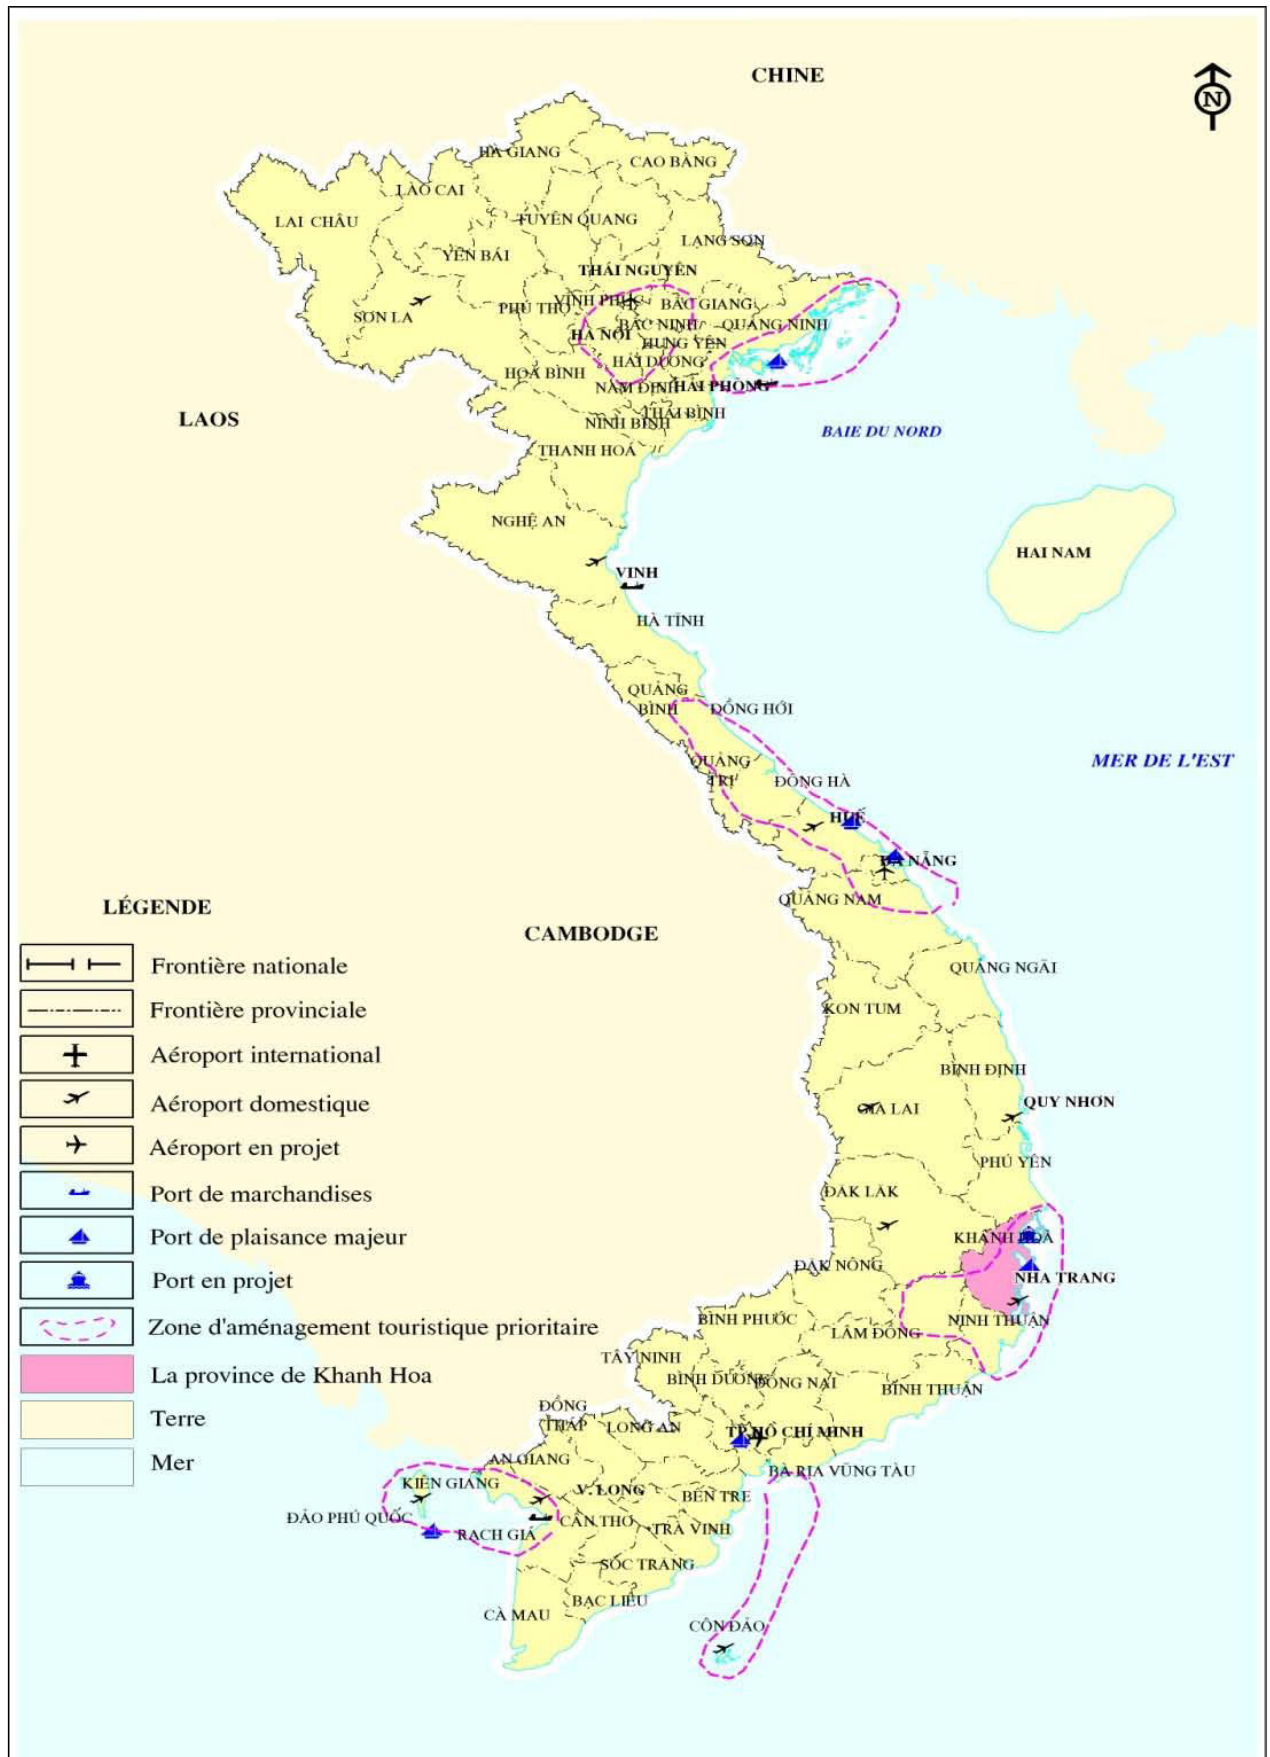 CHINE
N
HÀ GIANG
CAO BẰNG
LÀO CAI
LAI CHÂU
TUYÊN QUANG
LẠNG SƠN
YÊN BÁI
THÁI NGUYÊN
VĨNH PHÚC
BẮC GIANG
PHÚ THỌ
SƠN LA
BẮC NINH
QUẢNG NINH
HÀ NỘI
HƯNG YÊN
HẢI DƯƠNG
HOÀ BÌNH
NAM ĐỊNH
HẢI PHÒNG
THÁI BÌNH
NINH BÌNH
LAOS
BAIE DU NORD
THANH HOÁ
NGHỆ AN
HAI NAM
VINH
HÀ TĨNH
QUẢNG
BÌNH
ĐỒNG HỚI
QUẢNG
TRỊ
ĐÔNG HÀ
MER DE L'EST
HUẾ
ĐÀ NẴNG
QUẢNG NAM
LÉGENDE
CAMBODGE
Frontière nationale
QUẢNG NGÃI
Frontière provinciale
KON TUM
Aéroport international
BÌNH ĐỊNH
Aéroport domestique
GIA LAI
QUY NHƠN
Aéroport en projet
PHÚ YÊN
Port de marchandises
ĐĂK LĂK
Port de plaisance majeur
KHÁNH HOÀ
Port en projet
ĐĂK NÔNG
NHA TRANG
Zone d'aménagement touristique prioritaire
BÌNH PHƯỚC
LÂM ĐỒNG
NINH THUẬN
La province de Khanh Hoa
TÂY NINH
BÌNH DƯƠNG
ĐỒNG NAI
BÌNH THUẬN
Terre
ĐỒNG
THÁP
LONG AN
TP.HỒ CHÍ MINH
Mer
AN GIANG
BÀ RỊA VŨNG TÀU
KIÊN GIANG
V. LONG
BẾN TRE
ĐẢO PHÚ QUỐC
RẠCH GIÁ
CẦN THƠ
TRÀ VINH
SÓC TRĂNG
BẠC LIÊU
CÀ MAU
CÔN ĐẢO